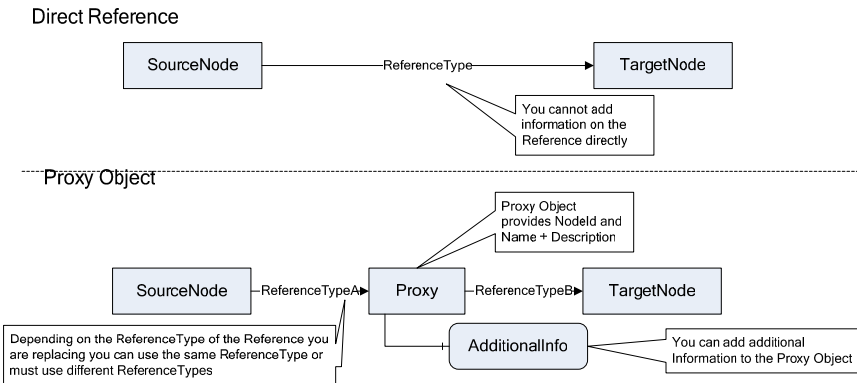 Direct Reference
SourceNode
ReferenceType
TargetNode
You cannot add
information on the
Reference directly
Proxy Object
Proxy Object
provides NodeId and
Name + Description
SourceNode
ReferenceTypeA
Proxy
ReferenceTypeB
TargetNode
Depending on the ReferenceType of the Reference you
are replacing you can use the same ReferenceType or
must use different ReferenceTypes
AdditionalInfo
You can add additional
Information to the Proxy Object